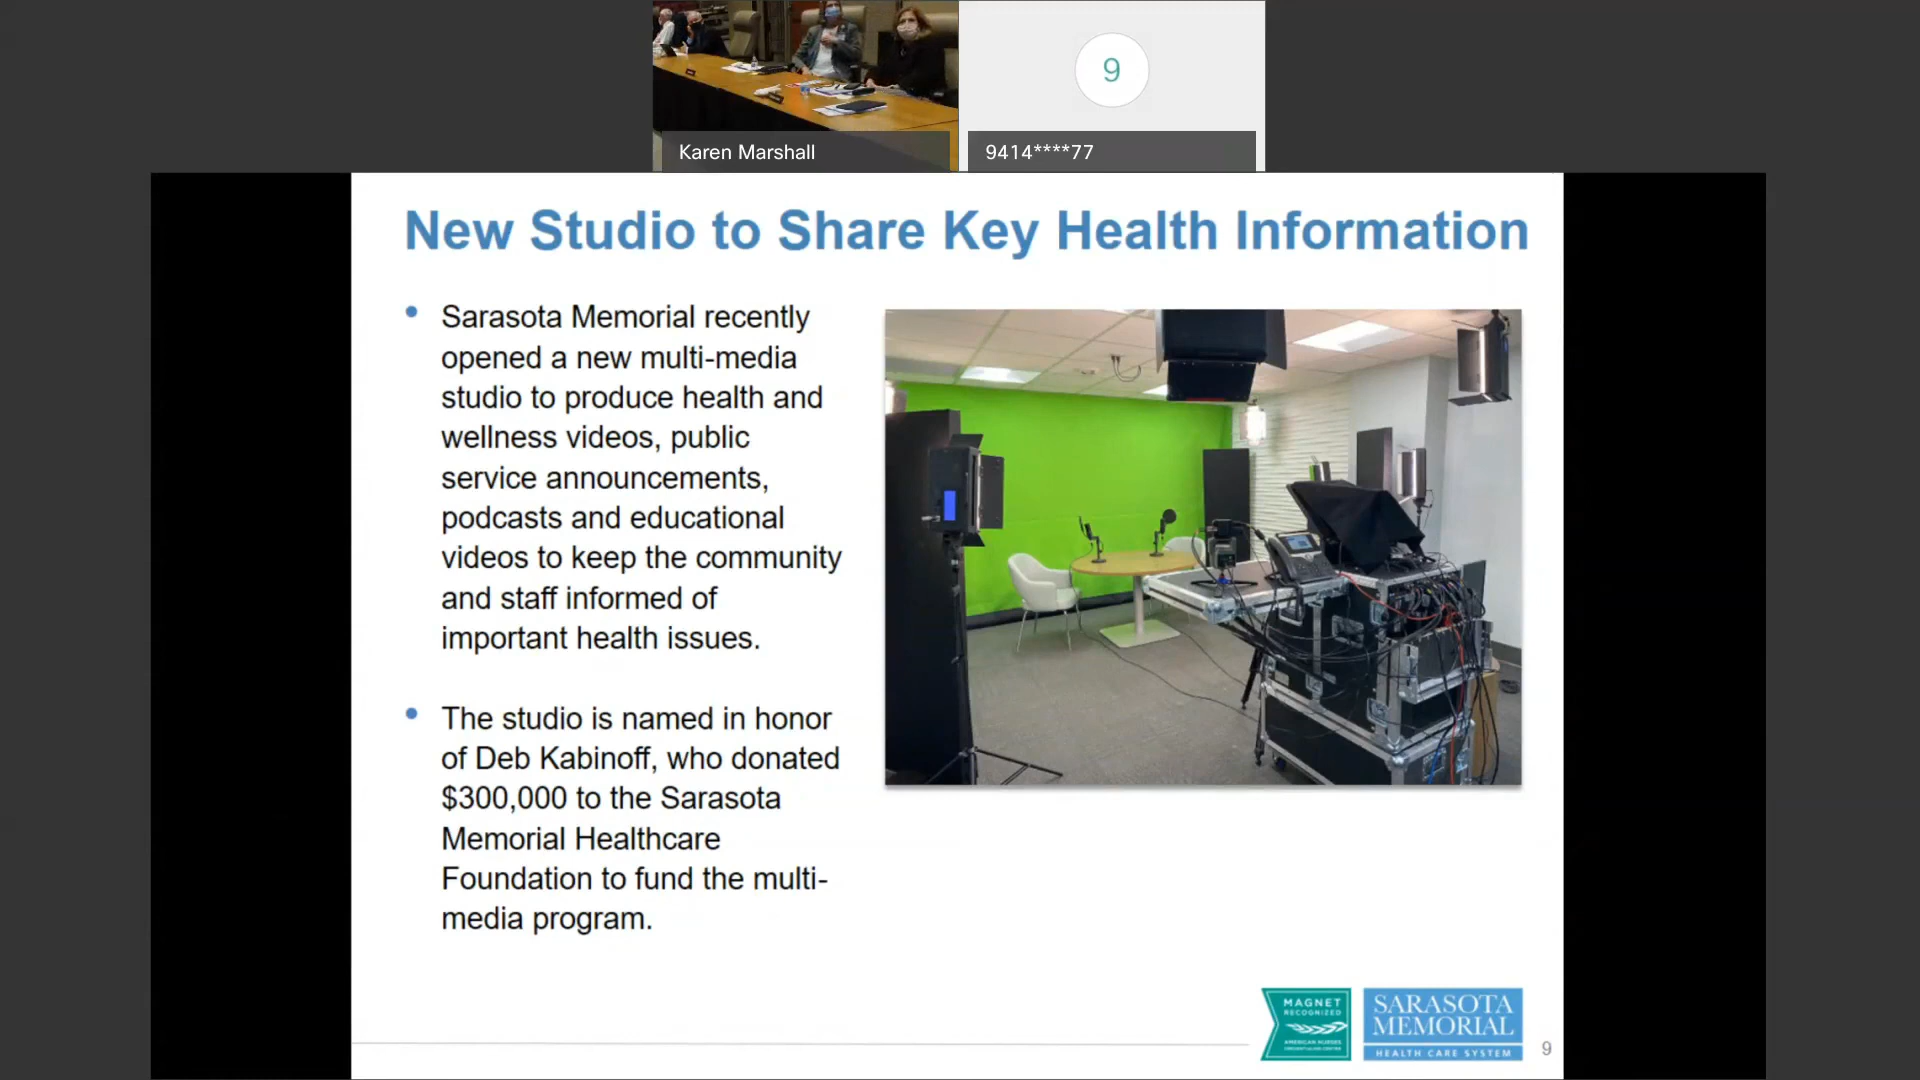 9
Karen Marshall
9414****77
New Studio to Share Key Health Information
• Sarasota Memorial recently
opened a new multi-media
studio to produce health and
wellness videos, public
service announcements,
podcasts and educational
videos to keep the community
and staff informed of
important health issues.
• The studio is named in honor
of Deb Kabinoff, who donated
$300,000 to the Sarasota
Memorial Healthcare
Foundation to fund the multi-
media program.
MAGNET
RECOGNIZED
AMERICAN NURSES
CREDENTIALING CENTER
SARASOTA
MEMORIAL
HEALTH CARE SYSTEM
9